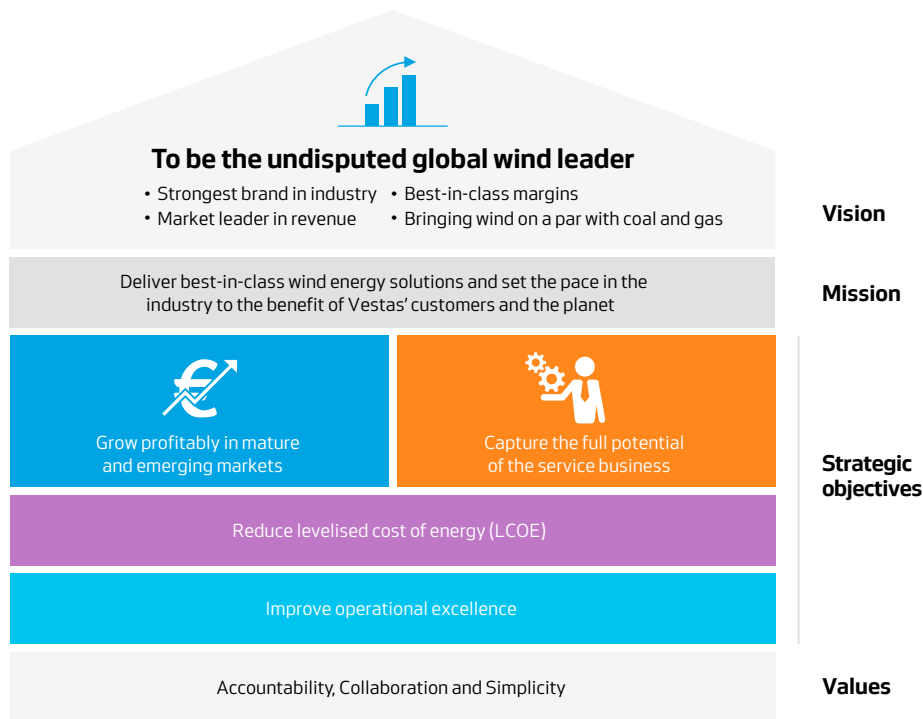 To be the undisputed global wind leader
• Strongest brand in industry • Best-in-class margins
• Market leader in revenue • Bringing wind on a par with coal and gas
Vision
Deliver best-in-class wind energy solutions and set the pace in the
industry to the benefit of Vestas' customers and the planet
Mission
Grow profitably in mature
and emerging markets
Capture the full potential
of the service business
Strategic
objectives
Reduce levelised cost of energy (LCOE)
Improve operational excellence
Accountability, Collaboration and Simplicity
Values